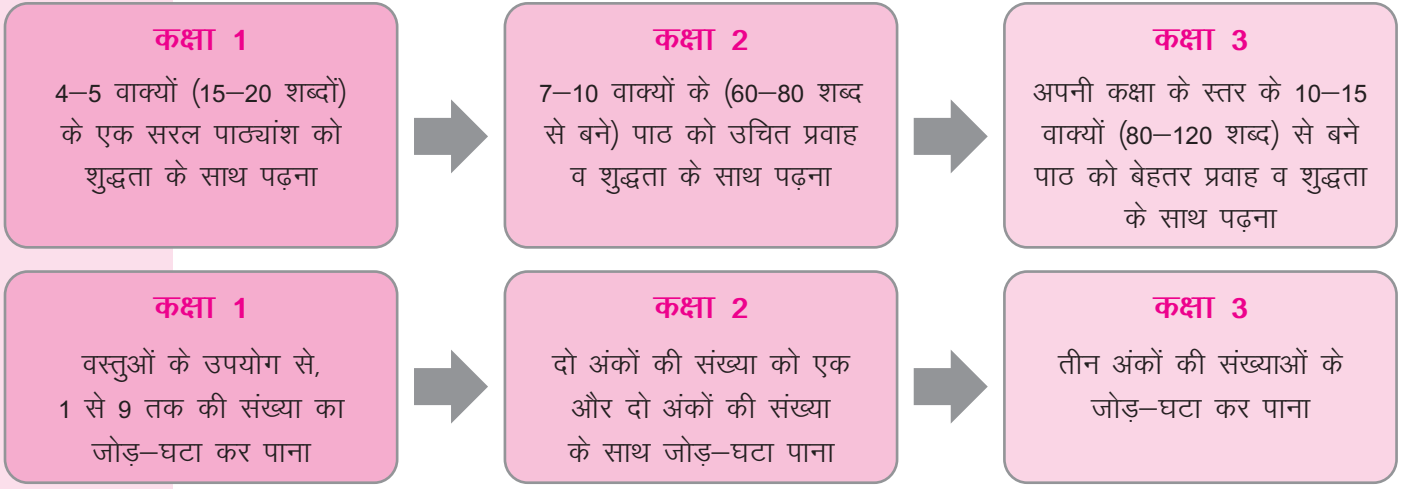 कक्षा 1
4–5 वाक्यों (15–20 शब्दों)
के एक सरल पाठ्यांश को
शुद्धता के साथ पढ़ना
कक्षा 2
7–10 वाक्यों के (60–80 शब्द
से बने) पाठ को उचित प्रवाह
व शुद्धता के साथ पढ़ना
कक्षा 3
अपनी कक्षा के स्तर के 10–15
वाक्यों (80–120 शब्द) से बने
पाठ को बेहतर प्रवाह व शुद्धता
के साथ पढ़ना
कक्षा 1
वस्तुओं के उपयोग से,
1 से 9 तक की संख्या का
जोड़–घटा कर पाना
कक्षा 2
दो अंकों की संख्या को एक
और दो अंकों की संख्या
के साथ जोड़–घटा पाना
कक्षा 3
तीन अंकों की संख्याओं के
जोड़–घटा कर पाना